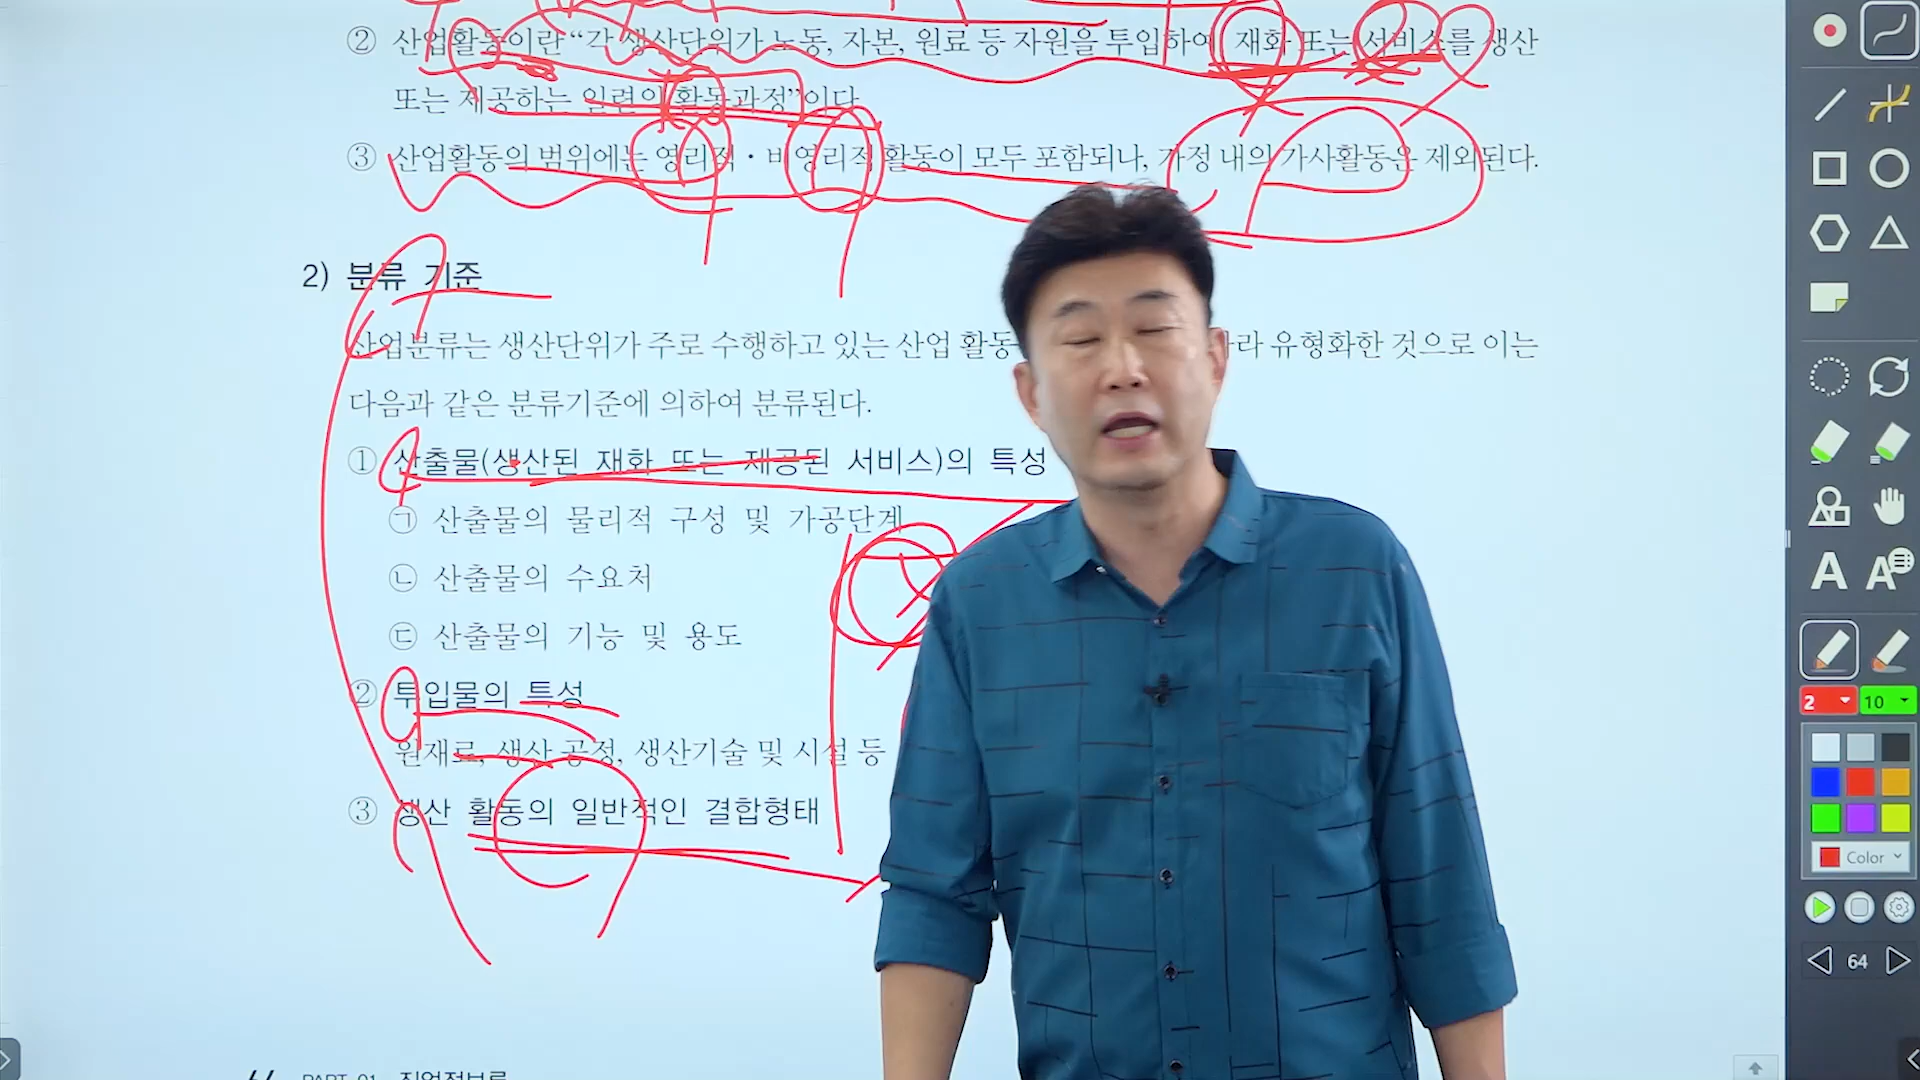 ② 산업활동이란 “각 생산단위가 노동, 자본, 원료 등 자원을 투입하여, 재화 또는 서비스를 생산
또는 제공하는 일련의 활동과정”이다
③ 산업활동의 범위에는 영리적・비영리적 활동이 모두 포함되나, 가정 내의 가사활동은 제외된다.
2) 분류 기준
산업분류는 생산단위가 주로 수행하고 있는 산업 활동 따라 유형화한 것으로 이는
다음과 같은 분류기준에 의하여 분류된다.
① 산출물(생산된 재화 또는 제공된 서비스)의 특성
㉠ 산출물의 물리적 구성 및 가공단계
㉡ 산출물의 수요처
㉢ 산출물의 기능 및 용도
② 투입물의 특성
원재료, 생산 공정, 생산기술 및 시설 등
③ 생산 활동의 일반적인 결합형태
PART 01 직업정보론
2
10
Color
64